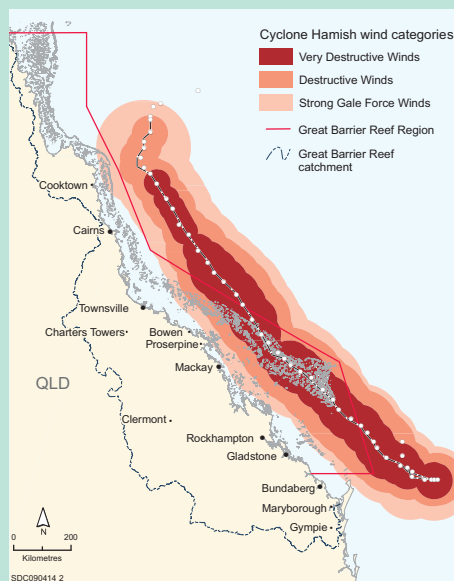 Cyclone Hamish wind categories
Very Destructive Winds
Destructive Winds
Strong Gale Force Winds
Great Barrier Reef Region
Great Barrier Reef
catchment
Cooktown
Cairns
Townsville
Charters Towers
Bowen
Proserpine
Mackay
QLD
Clermont
Rockhampton
Gladstone
Bundaberg
Maryborough
Gympie
N
0 200
Kilometres
SDC090414 2